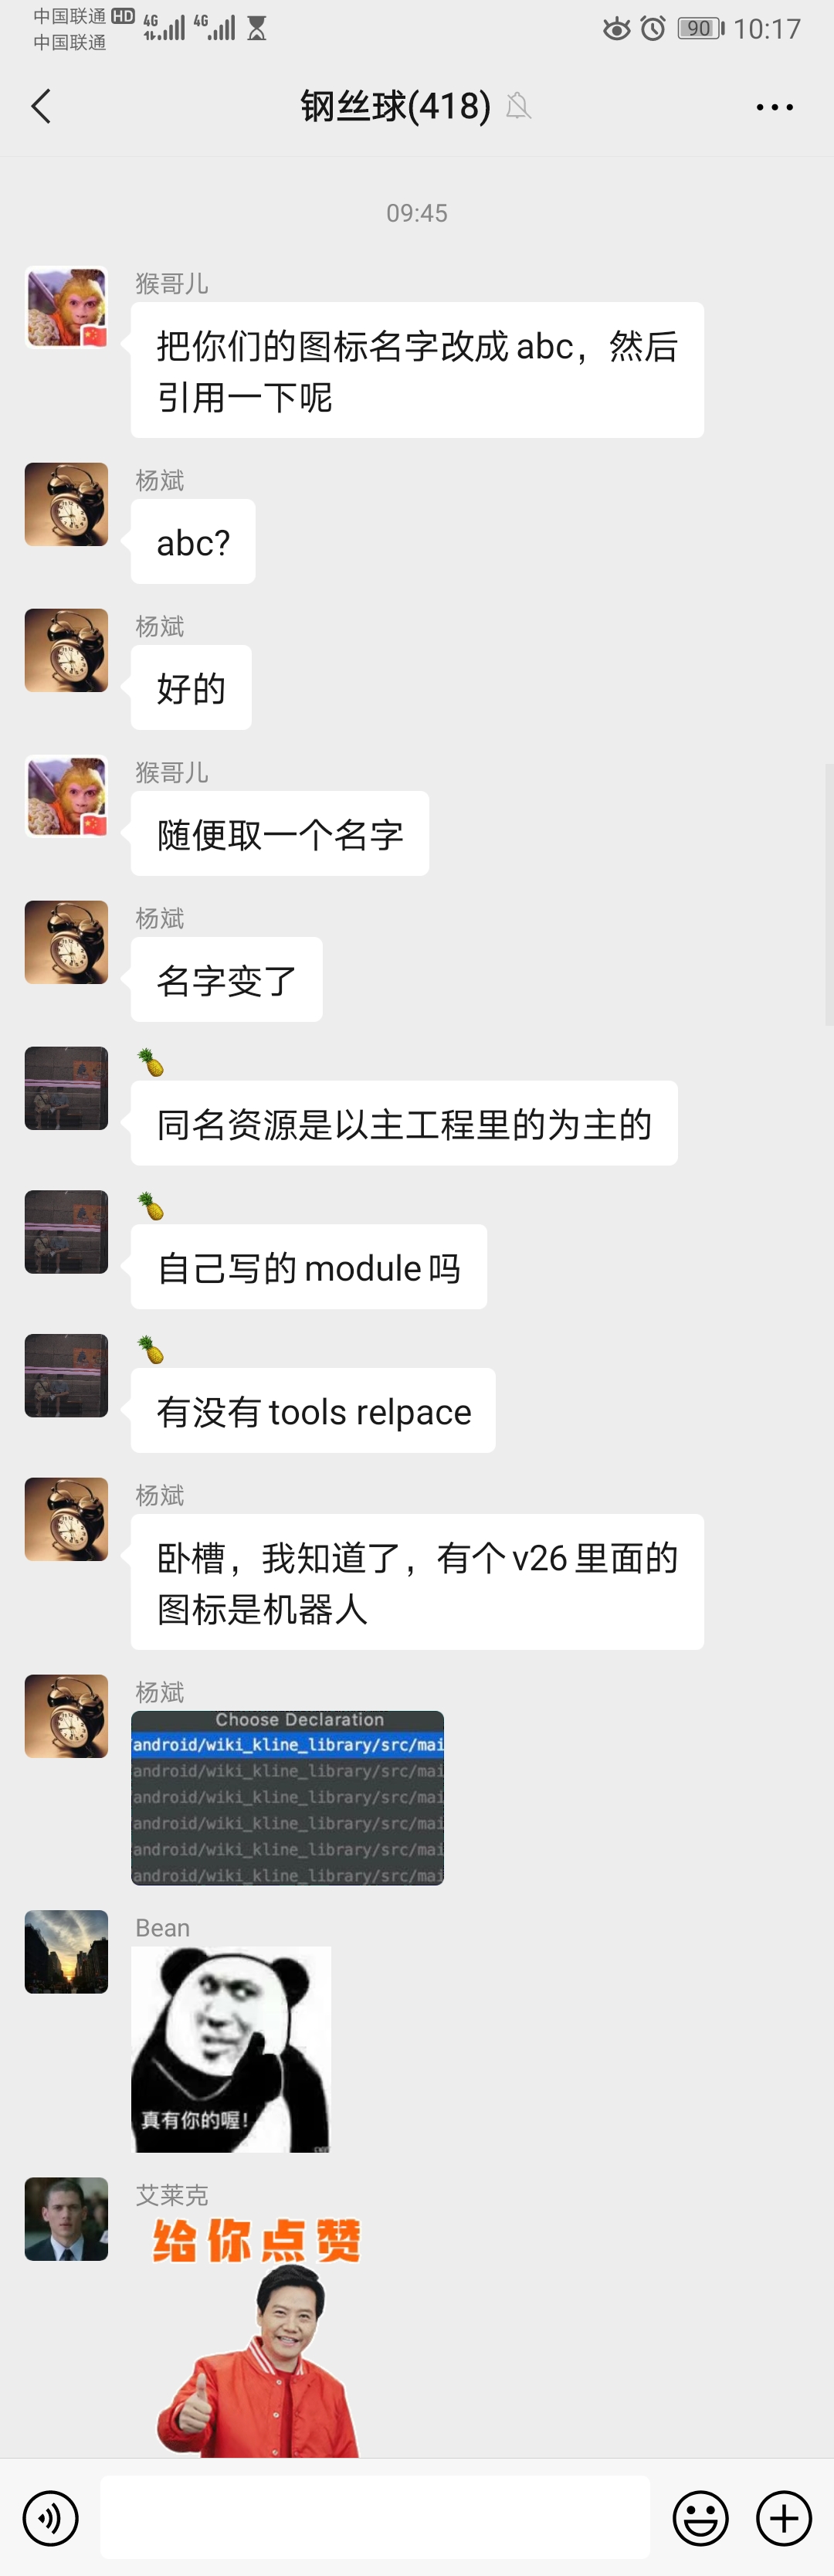 中国联通 HD 4G 4G 90 10:17
中国联通
钢丝球(418)
09:45
猴哥儿
把你们的图标名字改成 abc，然后
引用一下呢
杨斌
abc?
杨斌
好的
猴哥儿
随便取一个名字
杨斌
名字变了
🍍
同名资源是以主工程里的为主的
🍍
自己写的 module 吗
🍍
有没有 tools relpace
杨斌
卧槽，我知道了，有个 v26 里面的
图标是机器人
杨斌
Choose Declaration
android/wiki_kline_library/src/mai
android/wiki_kline_library/src/mai
android/wiki_kline_library/src/mai
android/wiki_kline_library/src/mai
android/wiki_kline_library/src/mai
android/wiki_kline_library/src/mai
Bean
真有你的喔！
艾莱克
给你点赞